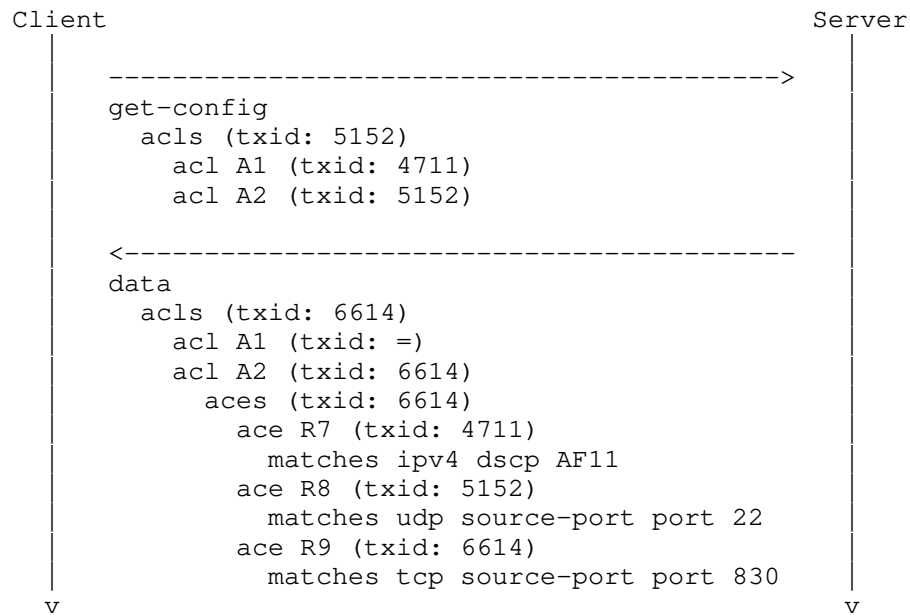 Client                                            Server
  |                                                 |
  |   ------------------------------------------>   |
  |   get-config                                    |
  |     acls (txid: 5152)                           |
  |       acl A1 (txid: 4711)                       |
  |       acl A2 (txid: 5152)                       |
  |                                                 |
  |   <------------------------------------------   |
  |   data                                          |
  |     acls (txid: 6614)                           |
  |       acl A1 (txid: =)                          |
  |       acl A2 (txid: 6614)                       |
  |         aces (txid: 6614)                       |
  |           ace R7 (txid: 4711)                   |
  |             matches ipv4 dscp AF11              |
  |           ace R8 (txid: 5152)                   |
  |             matches udp source-port port 22     |
  |           ace R9 (txid: 6614)                   |
  |             matches tcp source-port port 830    |
  v                                                 v